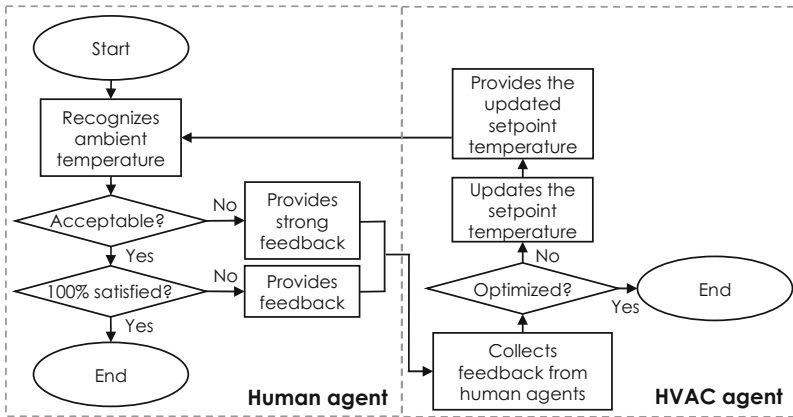 Start
Recognizes
ambient
temperature
Acceptable?
No
Provides
strong
feedback
Yes
100% satisfied?
No
Provides
feedback
Yes
End
Human agent
Provides the
updated
setpoint
temperature
Updates the
setpoint
temperature
No
Optimized?
Yes
End
Collects
feedback from
human agents
HVAC agent